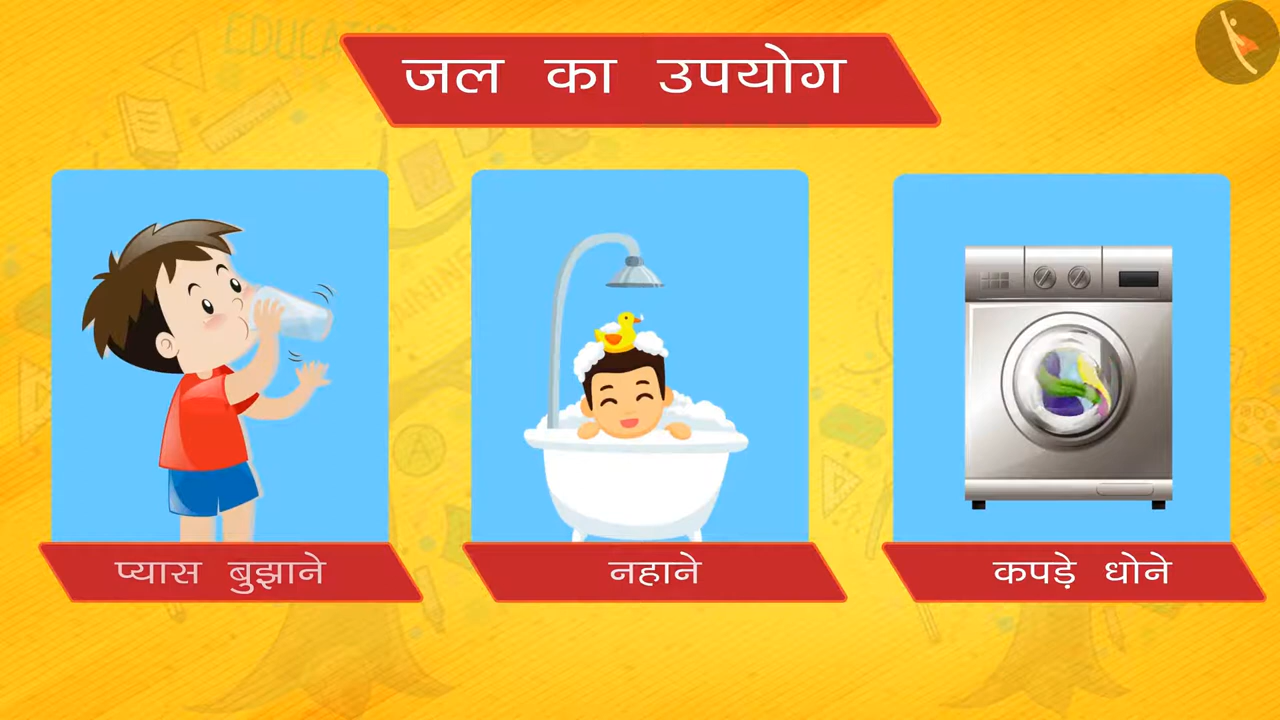 जल का उपयोग
प्यास बुझाने
नहाने
कपड़े धोने